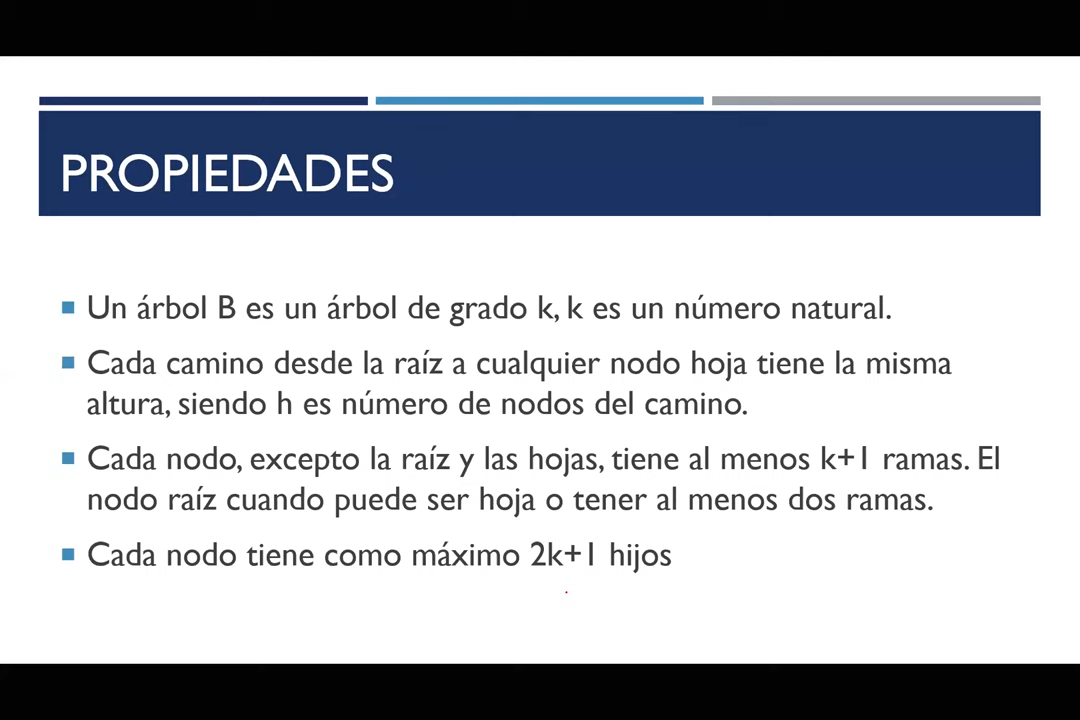 PROPIEDADES
Un árbol B es un árbol de grado k, k es un número natural.
Cada camino desde la raíz a cualquier nodo hoja tiene la misma
altura, siendo h es número de nodos del camino.
Cada nodo, excepto la raíz y las hojas, tiene al menos k+1 ramas. El
nodo raíz cuando puede ser hoja o tener al menos dos ramas.
Cada nodo tiene como máximo 2k+1 hijos